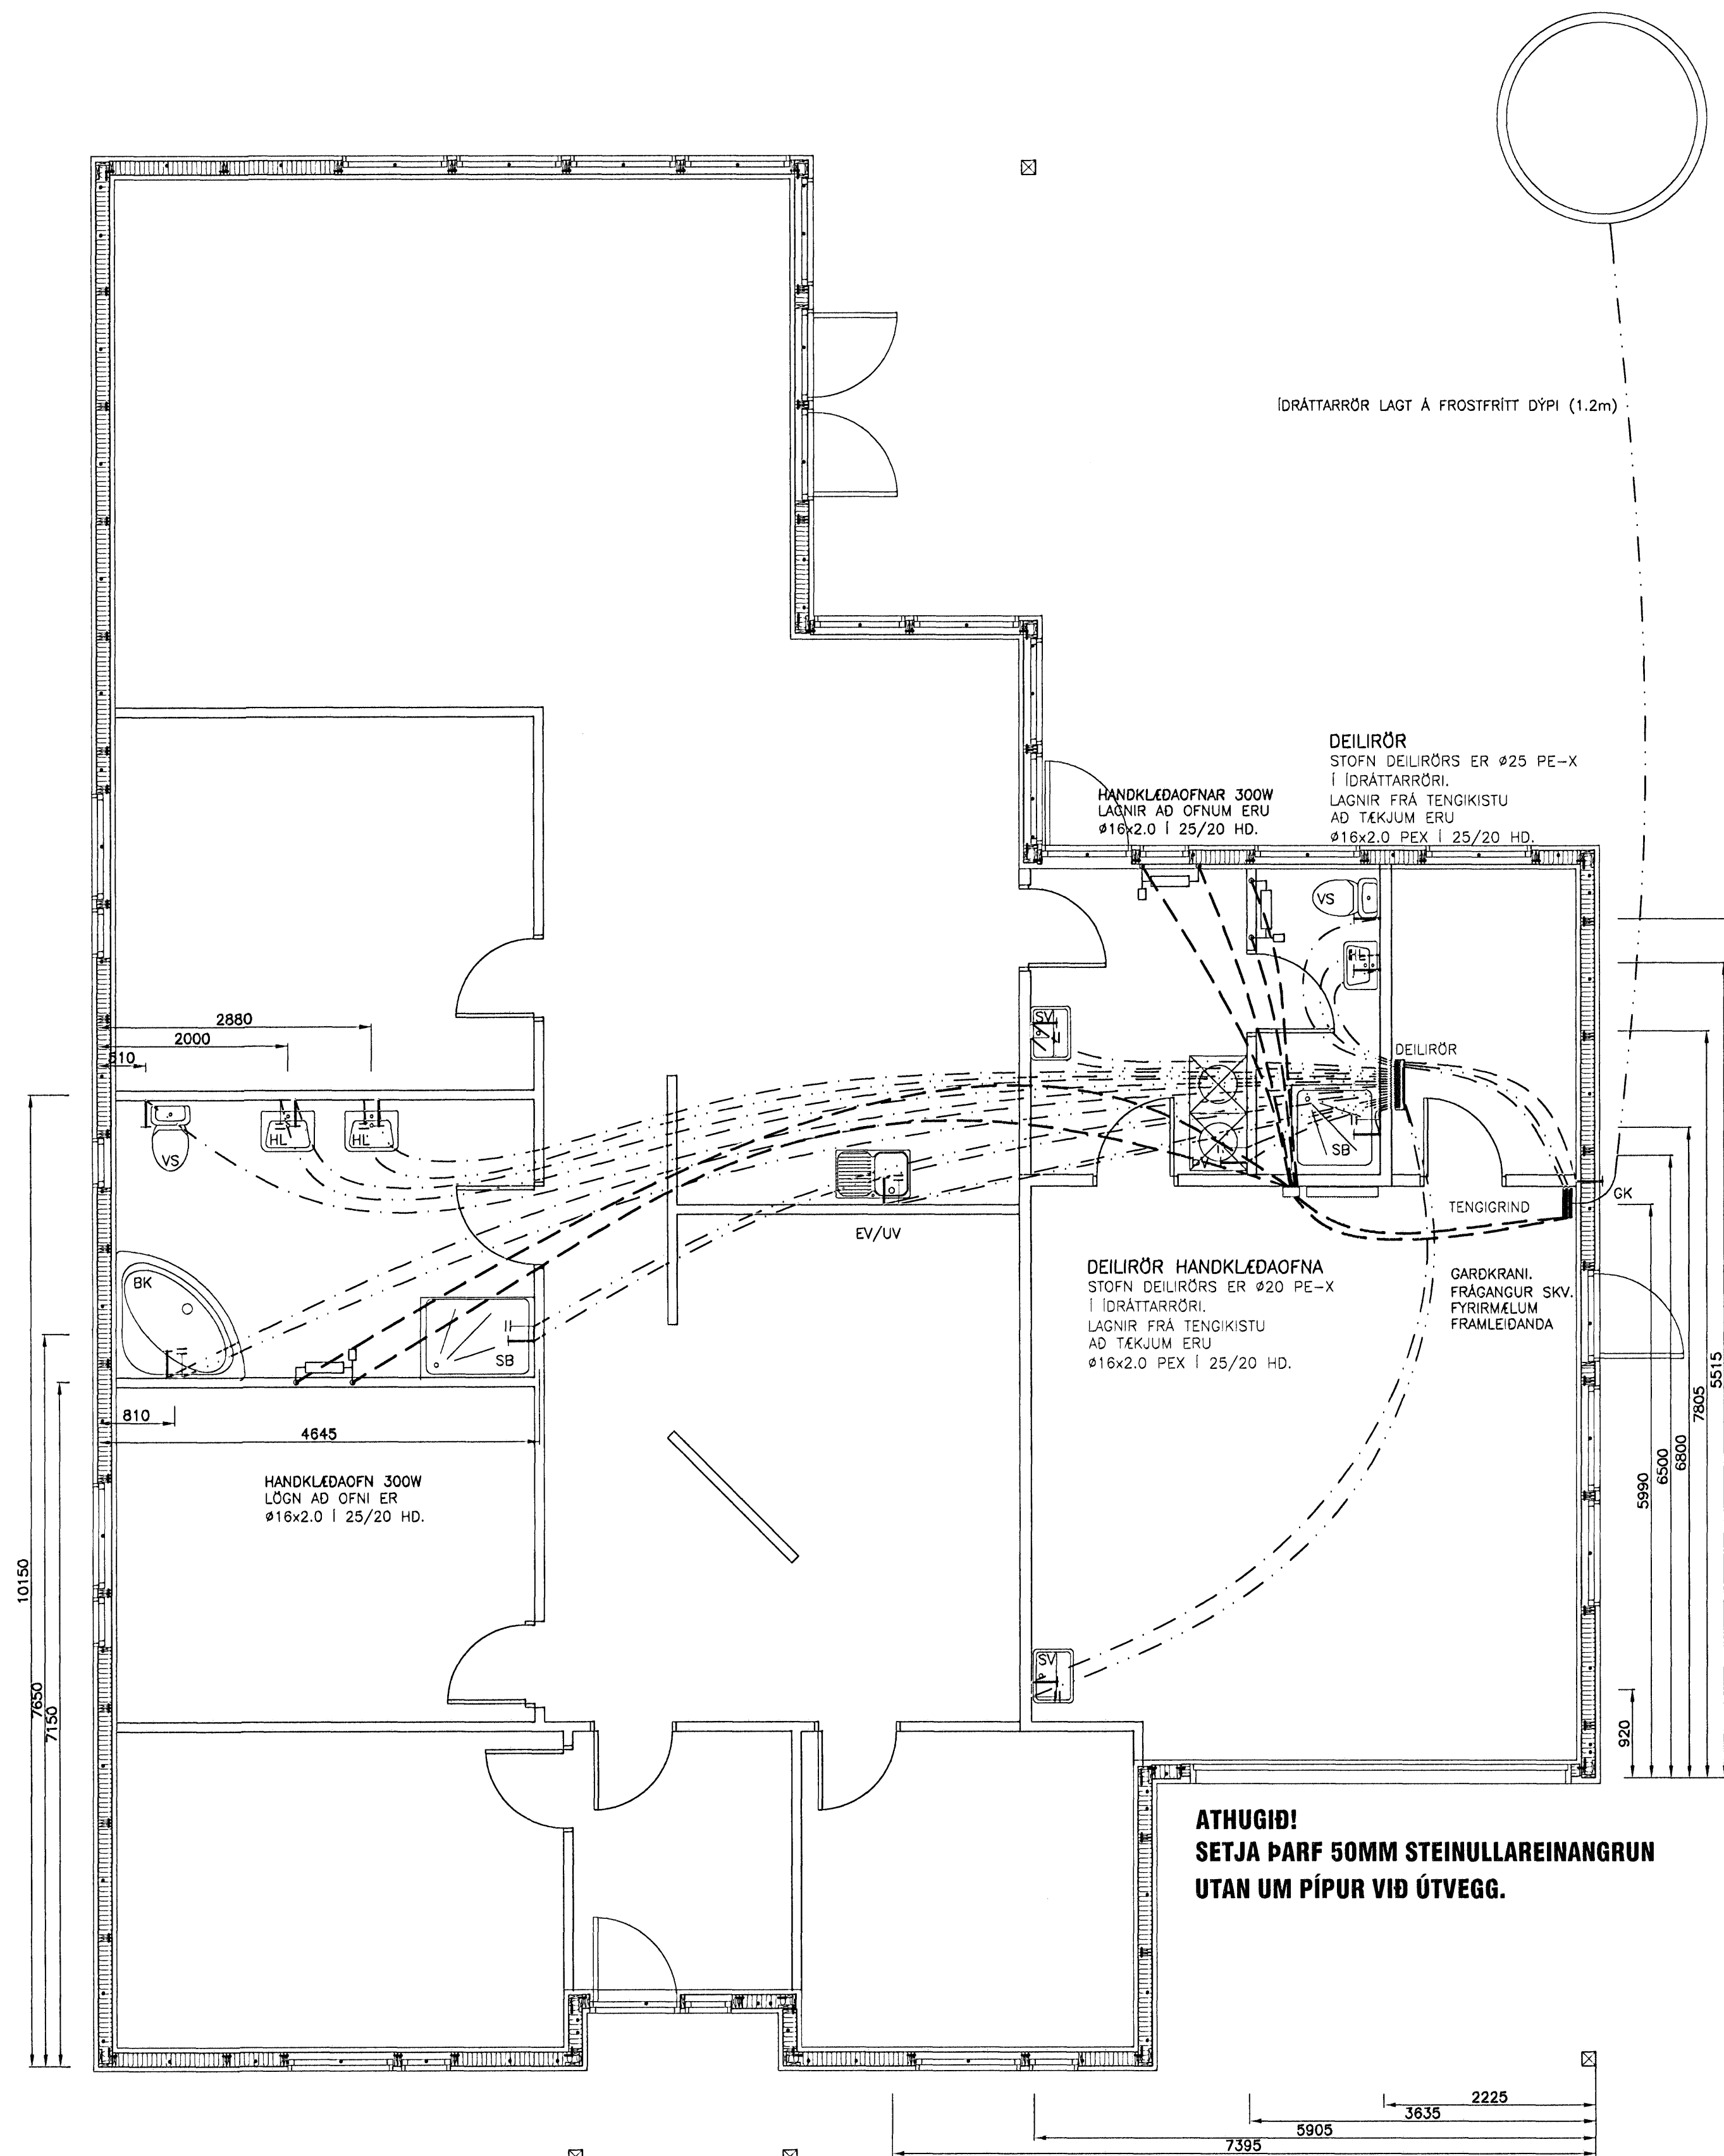 ÍDRÁTTARRÖR LAGT Á FROSTFRÍTT DÝPI (1.2m)
DEILIRÖR
STOFN DEILIRÖRS ER ø25 PE-X
Í ÍDRÁTTARRÖRI.
LAGNIR FRÁ TENGIKISTU
AÐ TÆKJUM ERU
ø16x2.0 PEX Í 25/20 HD.
HANDKLÆÐAOFNAR 300W
LAGNIR AÐ OFNUM ERU
ø16x2.0 Í 25/20 HD.
VS
HL
SV
DEILIRÖR
2880
2000
510
HL
HL
VS
SB
ÞV
GK
TENGIGRIND
EV/UV
BK
SB
DEILIRÖR HANDKLÆÐAOFNA
STOFN DEILIRÖRS ER ø20 PE-X
Í ÍDRÁTTARRÖRI.
LAGNIR FRÁ TENGIKISTU
AÐ TÆKJUM ERU
ø16x2.0 PEX Í 25/20 HD.
GARÐKRANI.
FRÁGANGUR SKV.
FYRIRMÆLUM
FRAMLEIÐANDA
810
4645
HANDKLÆÐAOFN 300W
LÖGN AÐ OFNI ER
ø16x2.0 Í 25/20 HD.
10150
7650
7150
5990
6500
6800
7805
5515
920
SV
ATHUGIÐ!
SETJA ÞARF 50MM STEINULLAREINANGRUN
UTAN UM PÍPUR VIÐ ÚTVEGG.
2225
3635
5905
7395